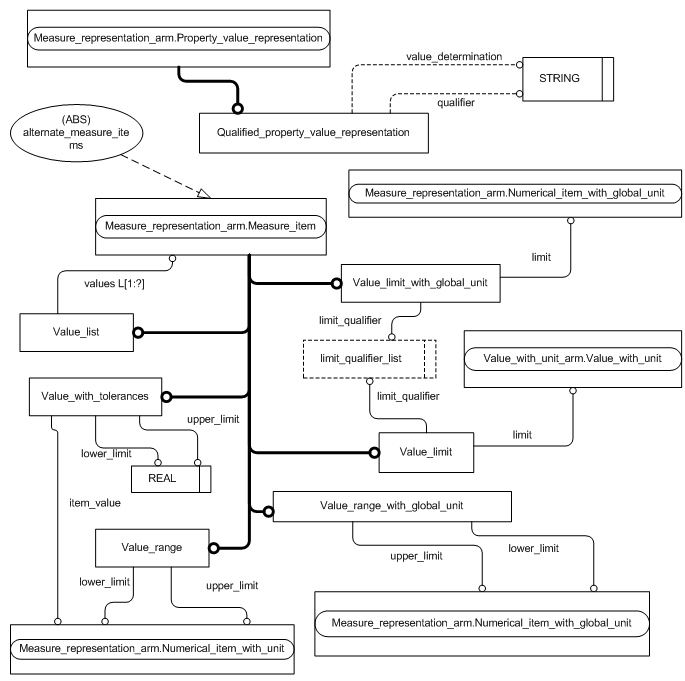 Measure_representation_arm.Property_value_representation
value_determination
STRING
qualifier
Qualified_property_value_representation
(ABS)
alternate_measure_ite
ms
Measure_representation_arm.Numerical_item_with_global_unit
Measure_representation_arm.Measure_item
limit
values L[1:?]
Value_limit_with_global_unit
limit_qualifier
Value_list
limit_qualifier_list
Value_with_unit_arm.Value_with_unit
limit_qualifier
Value_with_tolerances
upper_limit
limit
lower_limit
Value_limit
REAL
item_value
Value_range_with_global_unit
Value_range
upper_limit
lower_limit
lower_limit
upper_limit
Measure_representation_arm.Numerical_item_with_global_unit
Measure_representation_arm.Numerical_item_with_unit